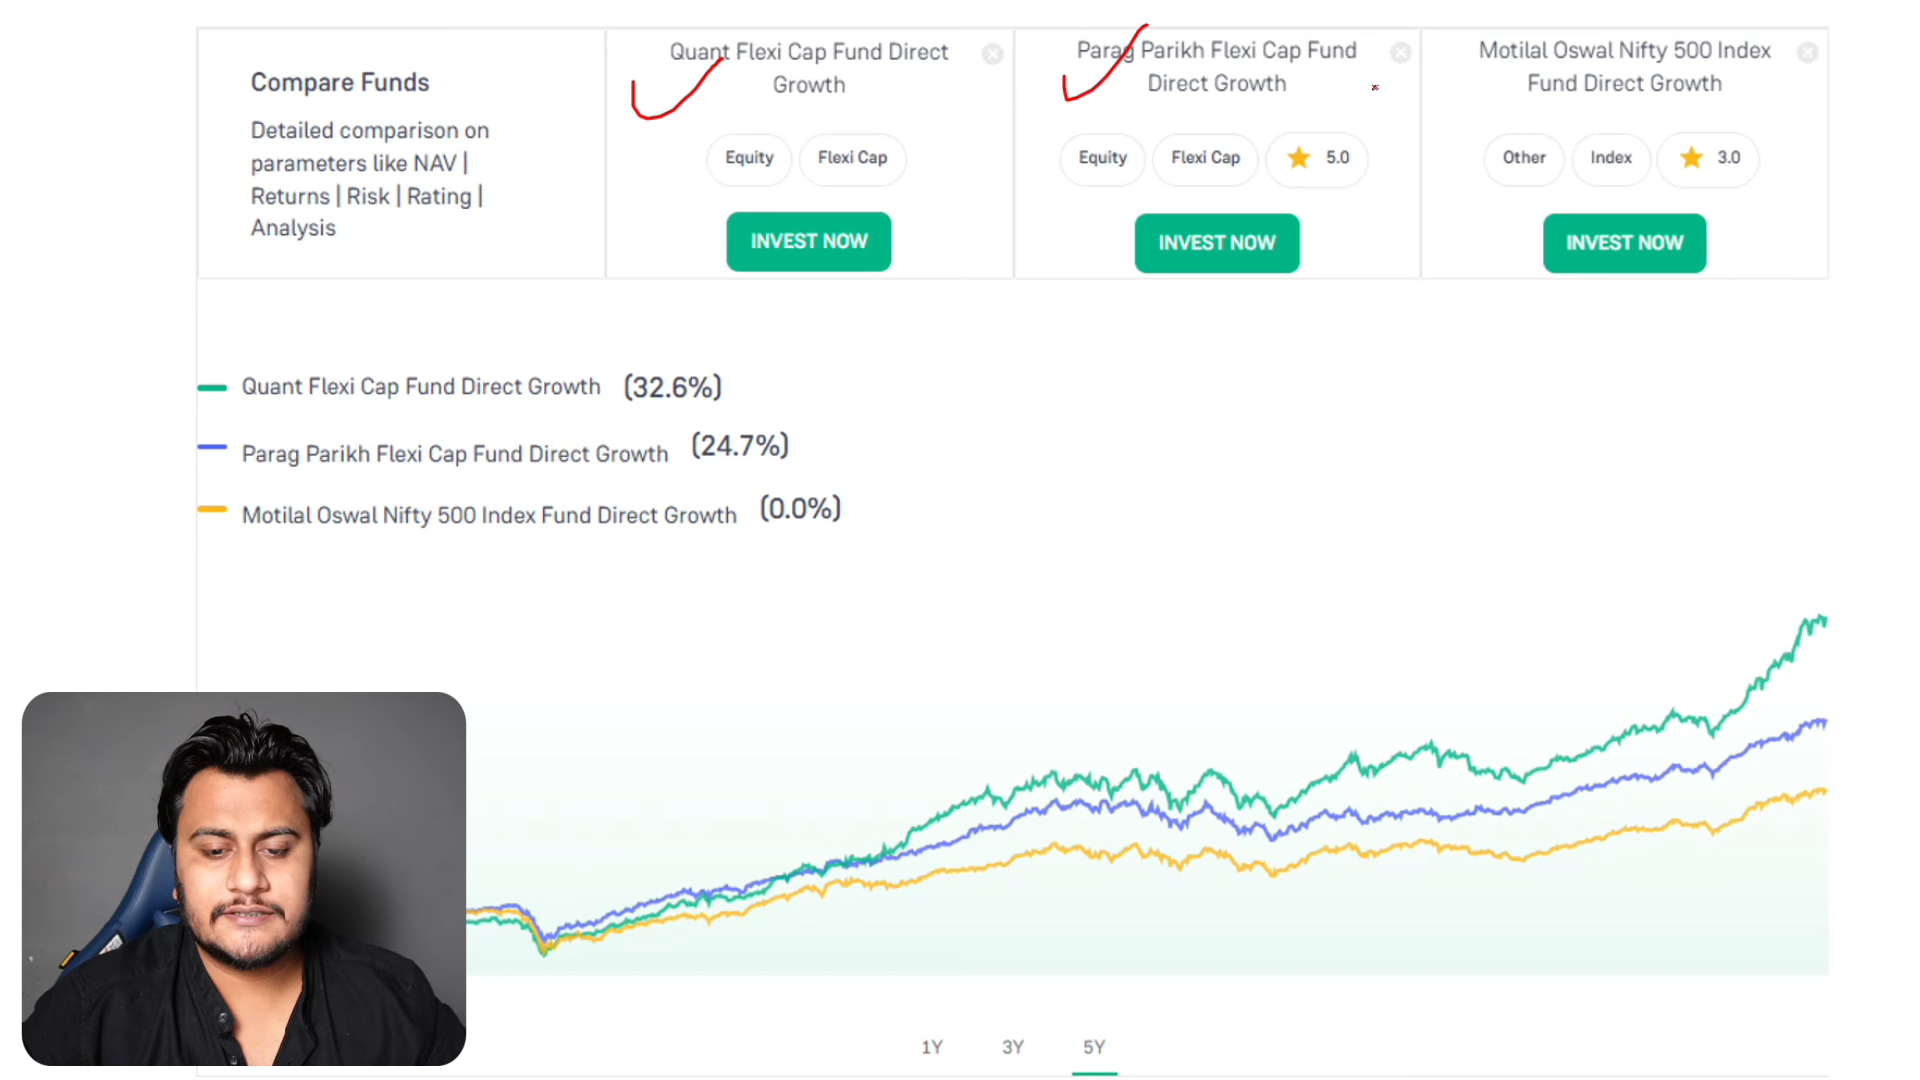 Compare Funds
Detailed comparison on
parameters like NAV |
Returns | Risk | Rating |
Analysis
Quant Flexi Cap Fund Direct
Growth
Equity
Flexi Cap
INVEST NOW
Parag Parikh Flexi Cap Fund
Direct Growth
Equity
Flexi Cap
5.0
INVEST NOW
Motilal Oswal Nifty 500 Index
Fund Direct Growth
Other
Index
3.0
INVEST NOW
Quant Flexi Cap Fund Direct Growth (32.6%)
Parag Parikh Flexi Cap Fund Direct Growth (24.7%)
Motilal Oswal Nifty 500 Index Fund Direct Growth (0.0%)
1Y 3Y 5Y